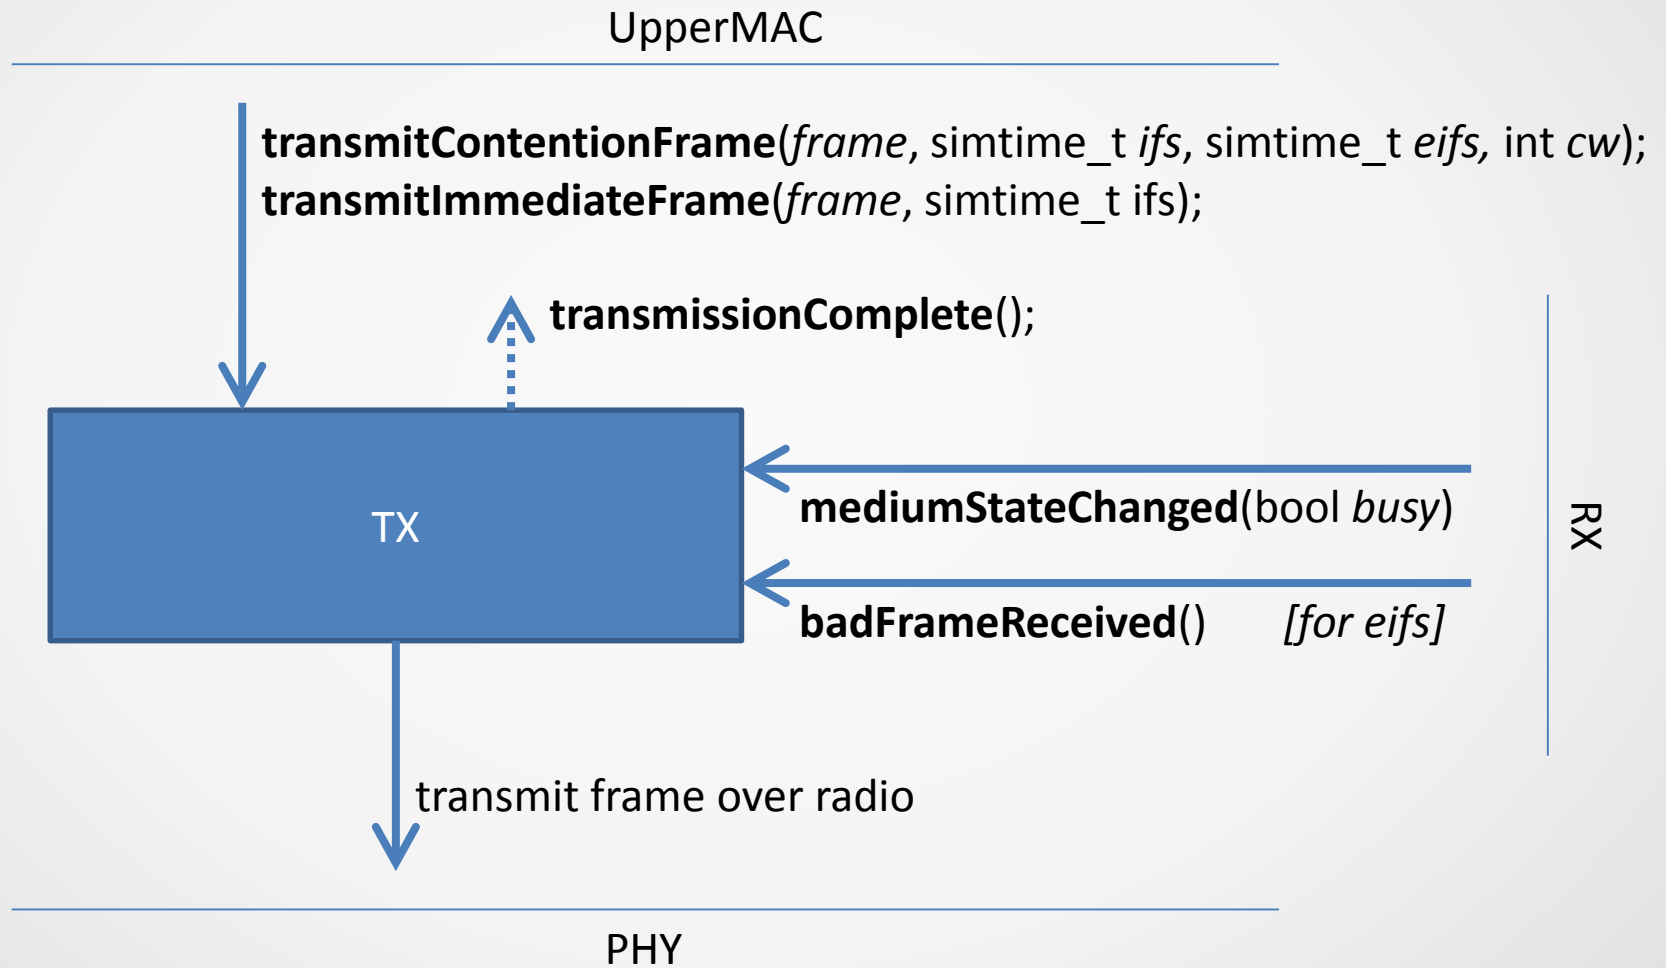 UpperMAC
transmitContentionFrame(frame, simtime_t ifs, simtime_t eifs, int cw);
transmitImmediateFrame(frame, simtime_t ifs);
transmissionComplete();
TX
mediumStateChanged(bool busy)
RX
badFrameReceived() [for eifs]
transmit frame over radio
PHY